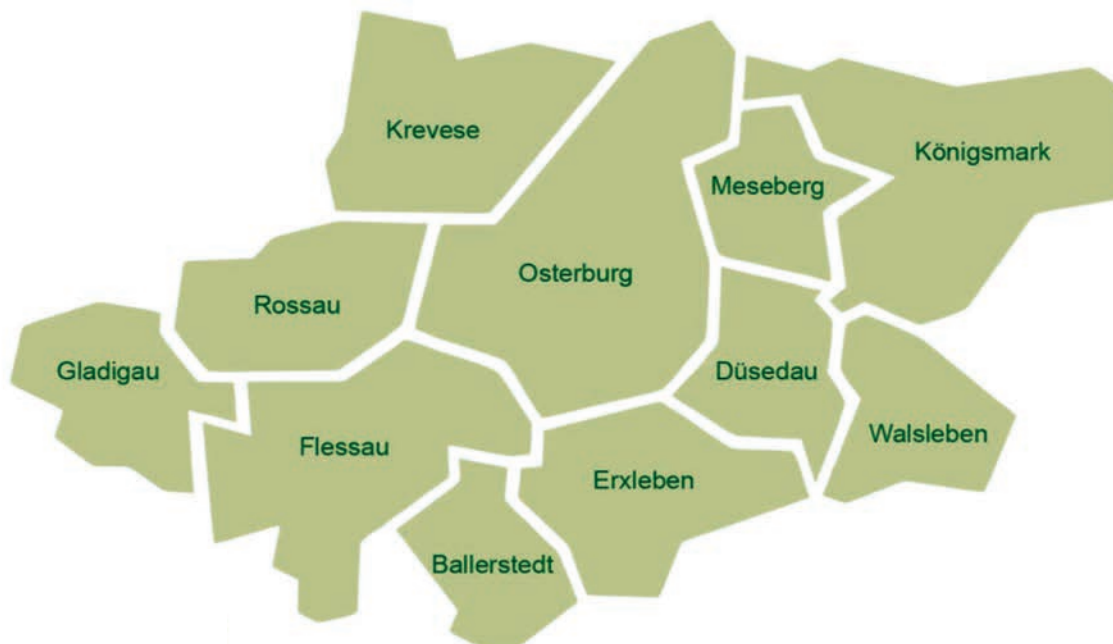 Krevese
Königsmark
Meseberg
Osterburg
Rossau
Gladigau
Düsedau
Flessau
Walsleben
Erxleben
Ballerstedt